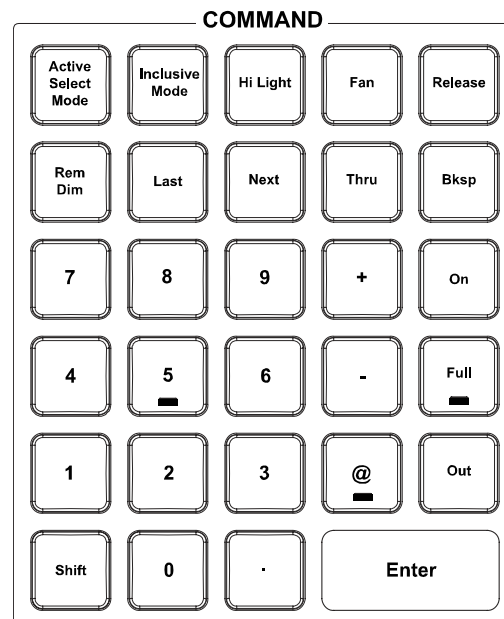 COMMAND
Active Select Mode
Inclusive Mode
Hi Light
Fan
Release
Rem Dim
Last
Next
Thru
Bksp
7
8
9
+
On
4
5
6
-
Full
1
2
3
@
Out
Shift
0
.
Enter